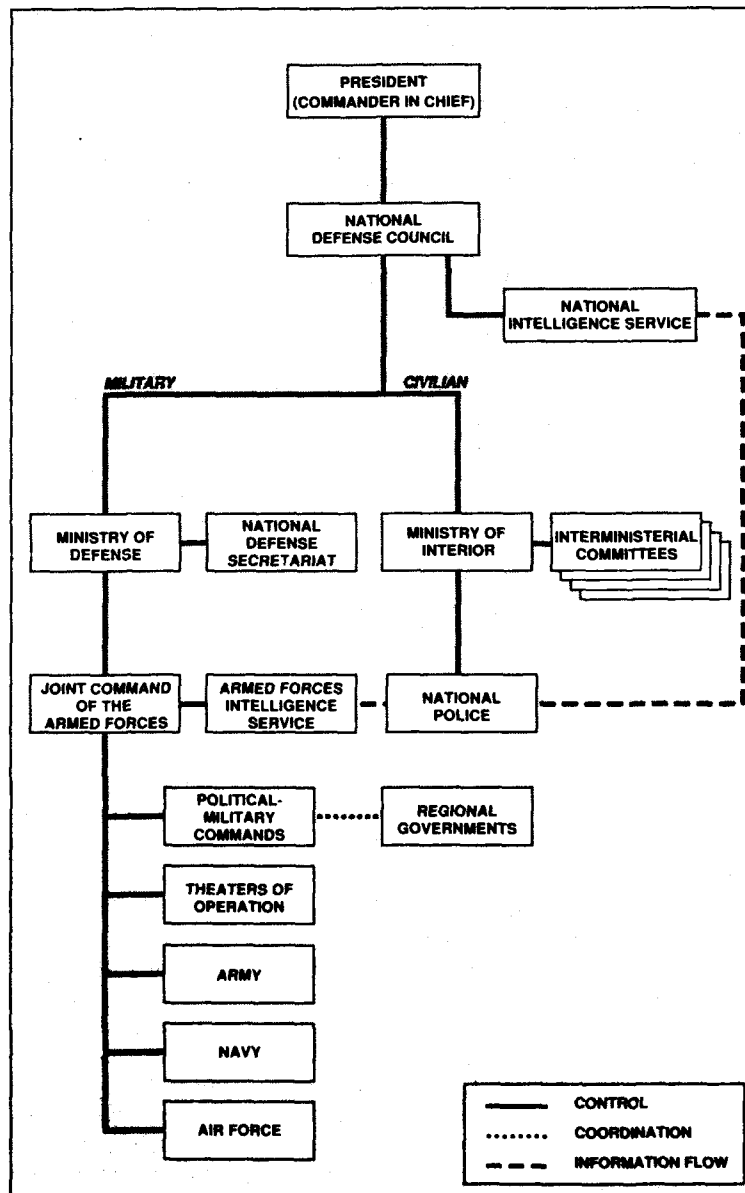 PRESIDENT
(COMMANDER IN CHIEF)
NATIONAL
DEFENSE COUNCIL
NATIONAL
INTELLIGENCE SERVICE
MILITARY
CIVILIAN
MINISTRY OF
DEFENSE
NATIONAL
DEFENSE
SECRETARIAT
MINISTRY OF
INTERIOR
INTERMINISTERIAL
COMMITTEES
JOINT COMMAND
OF THE
ARMED FORCES
ARMED FORCES
INTELLIGENCE
SERVICE
NATIONAL
POLICE
POLITICAL-
MILITARY
COMMANDS
REGIONAL
GOVERNMENTS
THEATERS OF
OPERATION
ARMY
NAVY
AIR FORCE
CONTROL
COORDINATION
INFORMATION FLOW